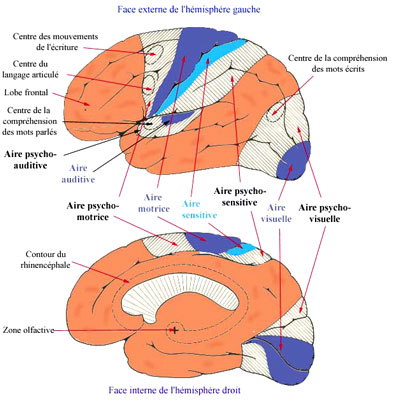 Face externe de l'hémisphère gauche
Centre des mouvements
de l'écriture
Centre du
langage articulé
Lobe frontal
Centre de la
compréhension
des mots parlés
Centre de la compréhension
des mots écrits
Aire psycho-
auditive
Aire
auditive
Aire psycho-
motrice
Aire
motrice
Aire
sensitive
Aire psycho-
sensitive
Aire
visuelle
Aire psycho-
visuelle
Contour du
rhinencéphale
Zone olfactive
Face interne de l'hémisphère droit